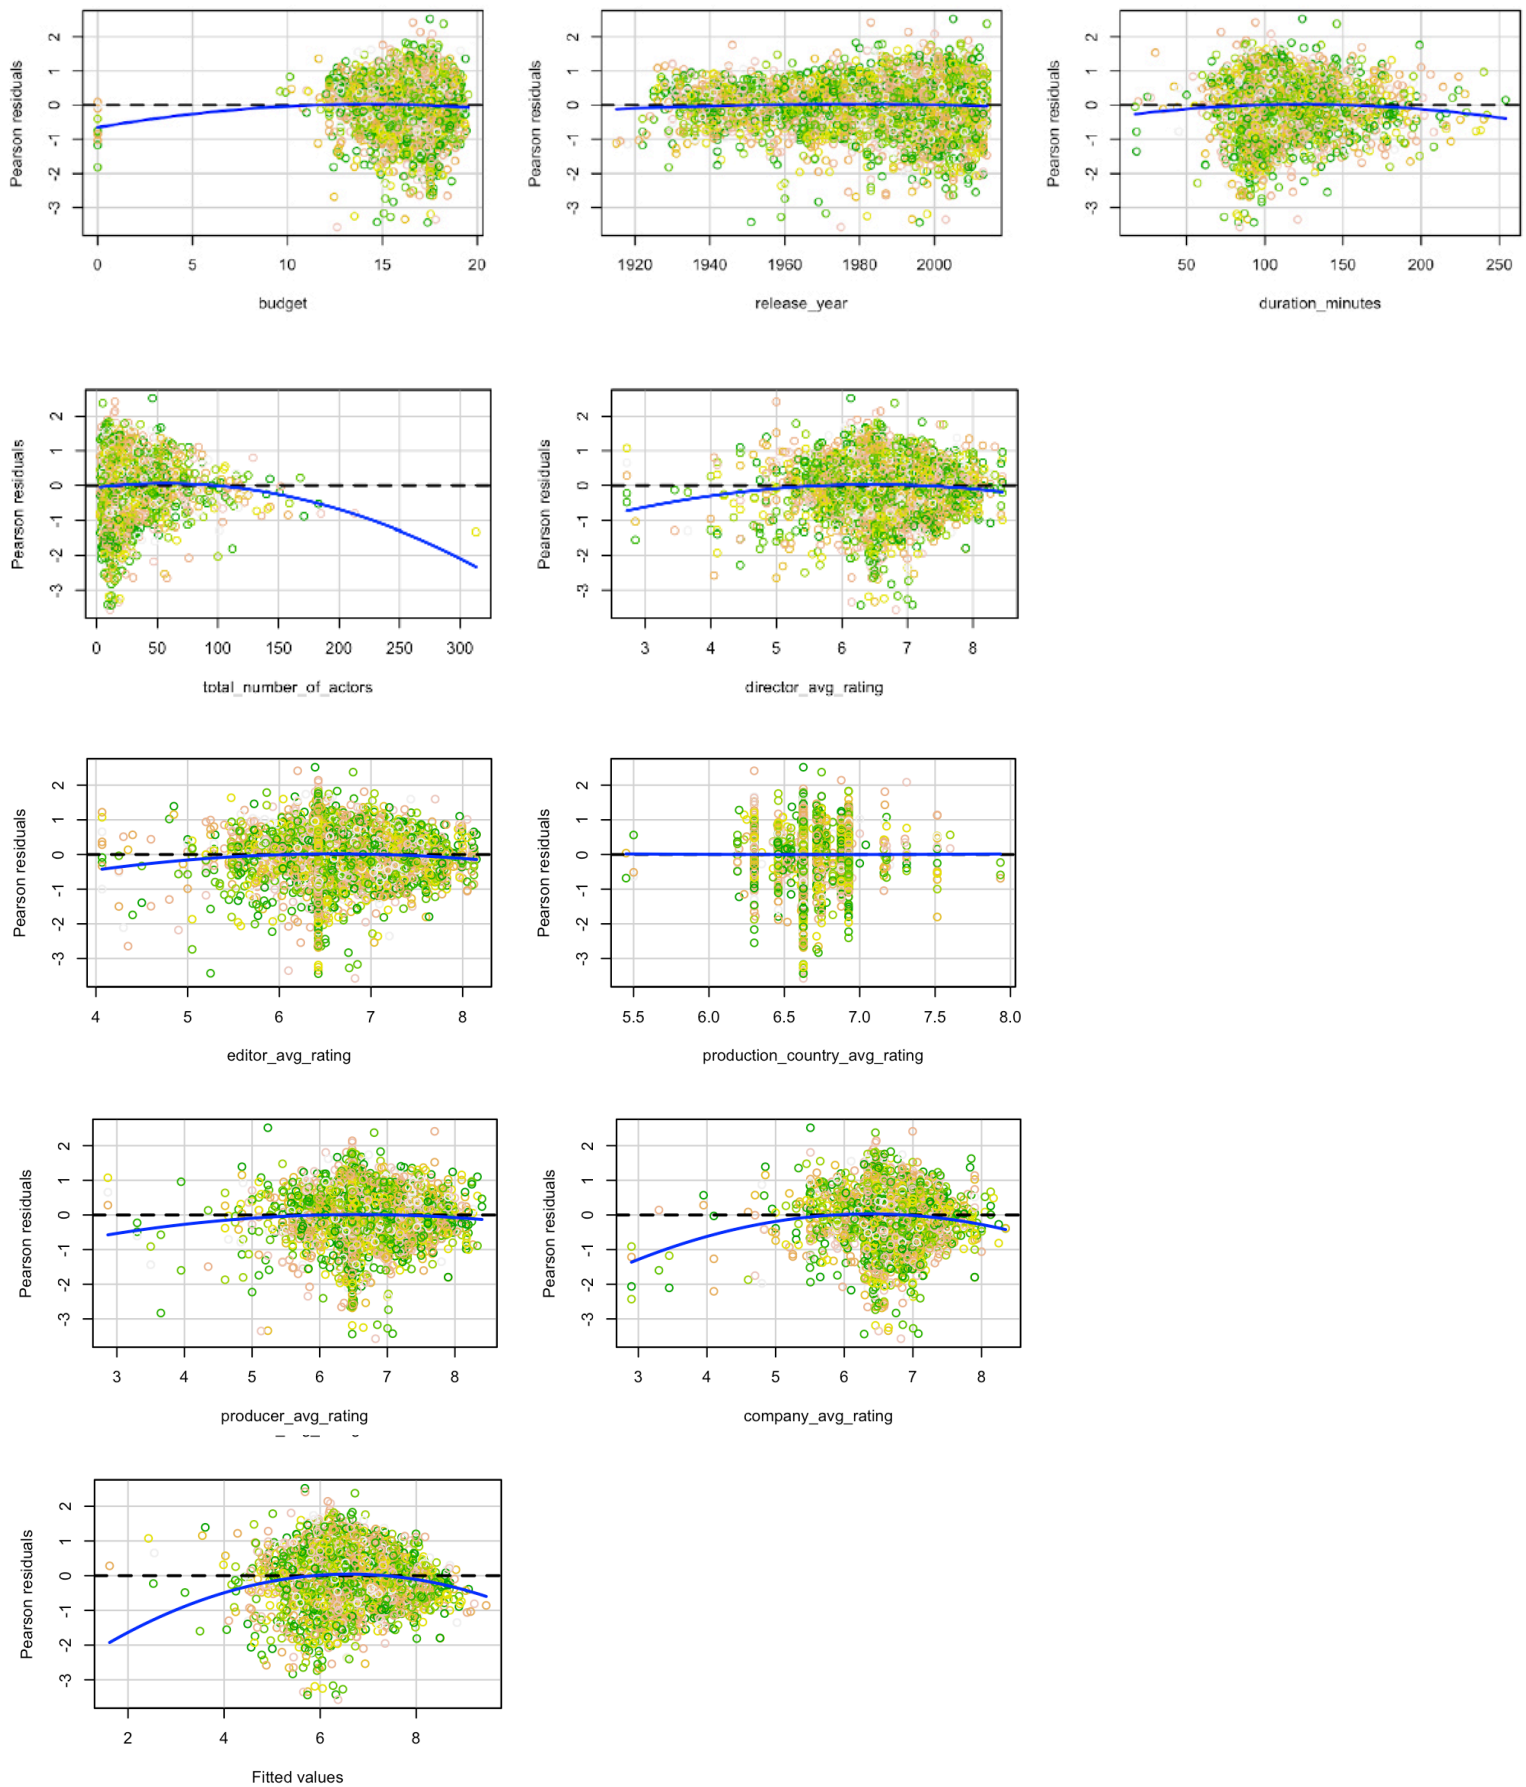 Pearson residuals
2
1
0
-1
-2
-3
0 5 10 15 20
budget
Pearson residuals
2
1
0
-1
-2
-3
1920 1940 1960 1980 2000
release_year
Pearson residuals
2
1
0
-1
-2
-3
50 100 150 200 250
duration_minutes
Pearson residuals
2
1
0
-1
-2
-3
0 50 100 150 200 250 300
total_number_of_actors
Pearson residuals
2
1
0
-1
-2
-3
3 4 5 6 7 8
director_avg_rating
Pearson residuals
2
1
0
-1
-2
-3
4 5 6 7 8
editor_avg_rating
Pearson residuals
2
1
0
-1
-2
-3
5.5 6.0 6.5 7.0 7.5 8.0
production_country_avg_rating
Pearson residuals
2
1
0
-1
-2
-3
3 4 5 6 7 8
producer_avg_rating
Pearson residuals
2
1
0
-1
-2
-3
3 4 5 6 7 8
company_avg_rating
Pearson residuals
2
1
0
-1
-2
-3
2 4 6 8
Fitted values